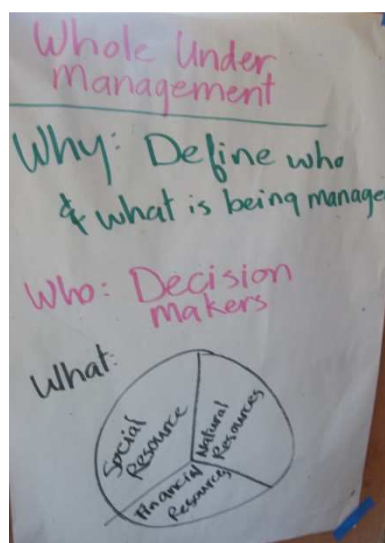 Whole Under
Management
Why: Define who
& what is being manage
Who: Decision
makers
What:
Social
Resource
Natural
Resources
Financial
Resources